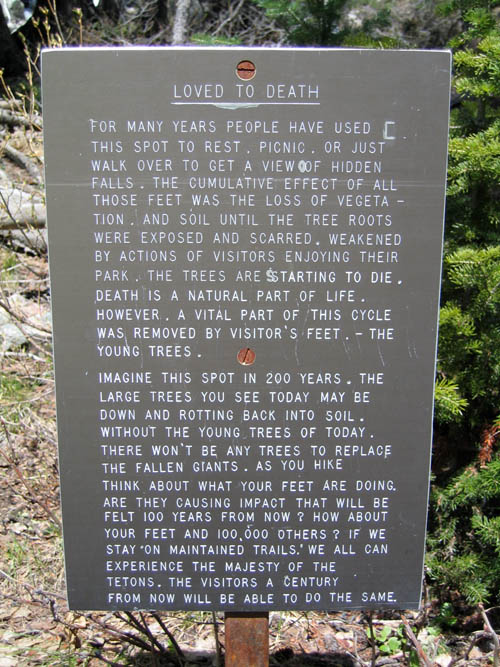 LOVED TO DEATH
FOR MANY YEARS PEOPLE HAVE USED
THIS SPOT TO REST, PICNIC, OR JUST
WALK OVER TO GET A VIEW OF HIDDEN
FALLS. THE CUMULATIVE EFFECT OF ALL
THOSE FEET WAS THE LOSS OF VEGETA -
TION, AND SOIL UNTIL THE TREE ROOTS
WERE EXPOSED AND SCARRED. WEAKENED
BY ACTIONS OF VISITORS ENJOYING THEIR
PARK, THE TREES ARE STARTING TO DIE.
DEATH IS A NATURAL PART OF LIFE.
HOWEVER, A VITAL PART OF THIS CYCLE
WAS REMOVED BY VISITOR'S FEET. - THE
YOUNG TREES.
IMAGINE THIS SPOT IN 200 YEARS. THE
LARGE TREES YOU SEE TODAY MAY BE
DOWN AND ROTTING BACK INTO SOIL.
WITHOUT THE YOUNG TREES OF TODAY,
THERE WON'T BE ANY TREES TO REPLACE
THE FALLEN GIANTS. AS YOU HIKE
THINK ABOUT WHAT YOUR FEET ARE DOING.
ARE THEY CAUSING IMPACT THAT WILL BE
FELT 100 YEARS FROM NOW? HOW ABOUT
YOUR FEET AND 100,000 OTHERS? IF WE
STAY "ON MAINTAINED TRAILS," WE ALL CAN
EXPERIENCE THE MAJESTY OF THE
TETONS. THE VISITORS A CENTURY
FROM NOW WILL BE ABLE TO DO THE SAME.